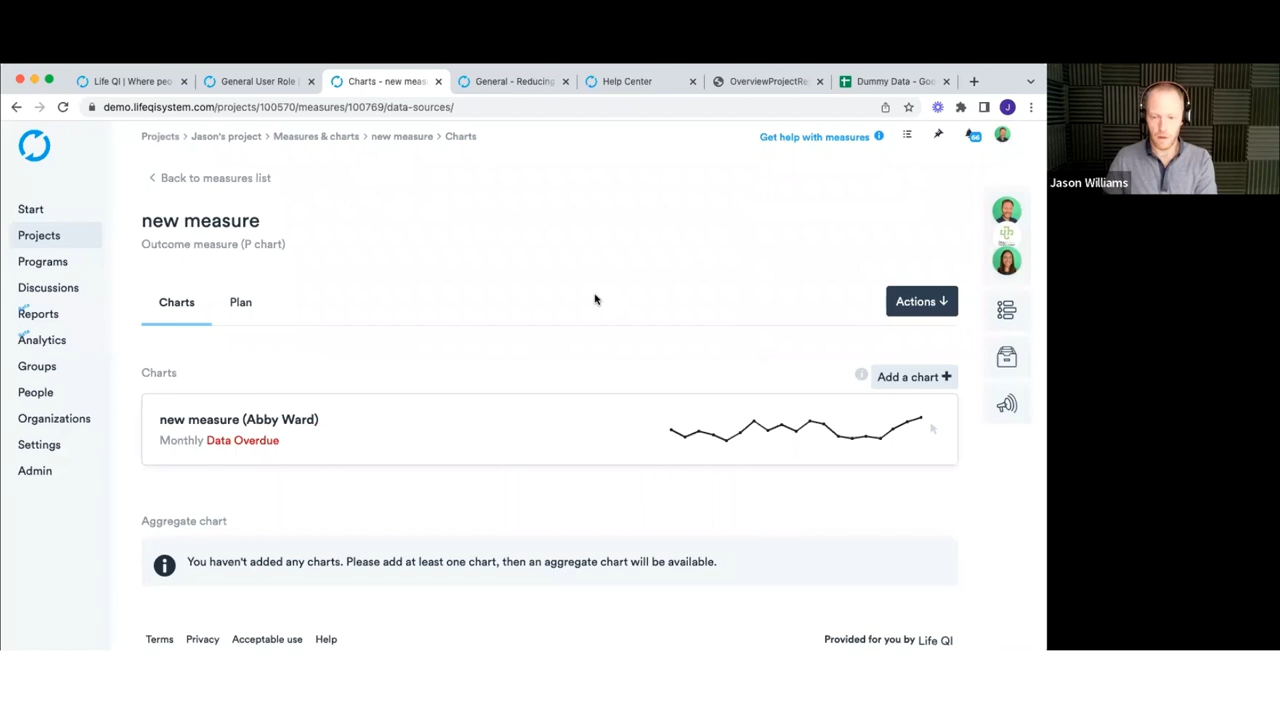 Life QI | Where peo
General User Role |
Charts - new meas
General - Reducing
Help Center
OverviewProjectRe
Dummy Data - Goo
demo.lifeqisystem.com/projects/100570/measures/100769/data-sources/
J
Projects > Jason's project > Measures & charts > new measure > Charts
Get help with measures
Back to measures list
Start
Projects
Programs
Discussions
Reports
Analytics
Groups
People
Organizations
Settings
Admin
new measure
Outcome measure (P chart)
Charts
Plan
Actions
Charts
Add a chart +
new measure (Abby Ward)
Monthly Data Overdue
Aggregate chart
You haven't added any charts. Please add at least one chart, then an aggregate chart will be available.
Terms Privacy Acceptable use Help
Provided for you by Life QI
Jason Williams